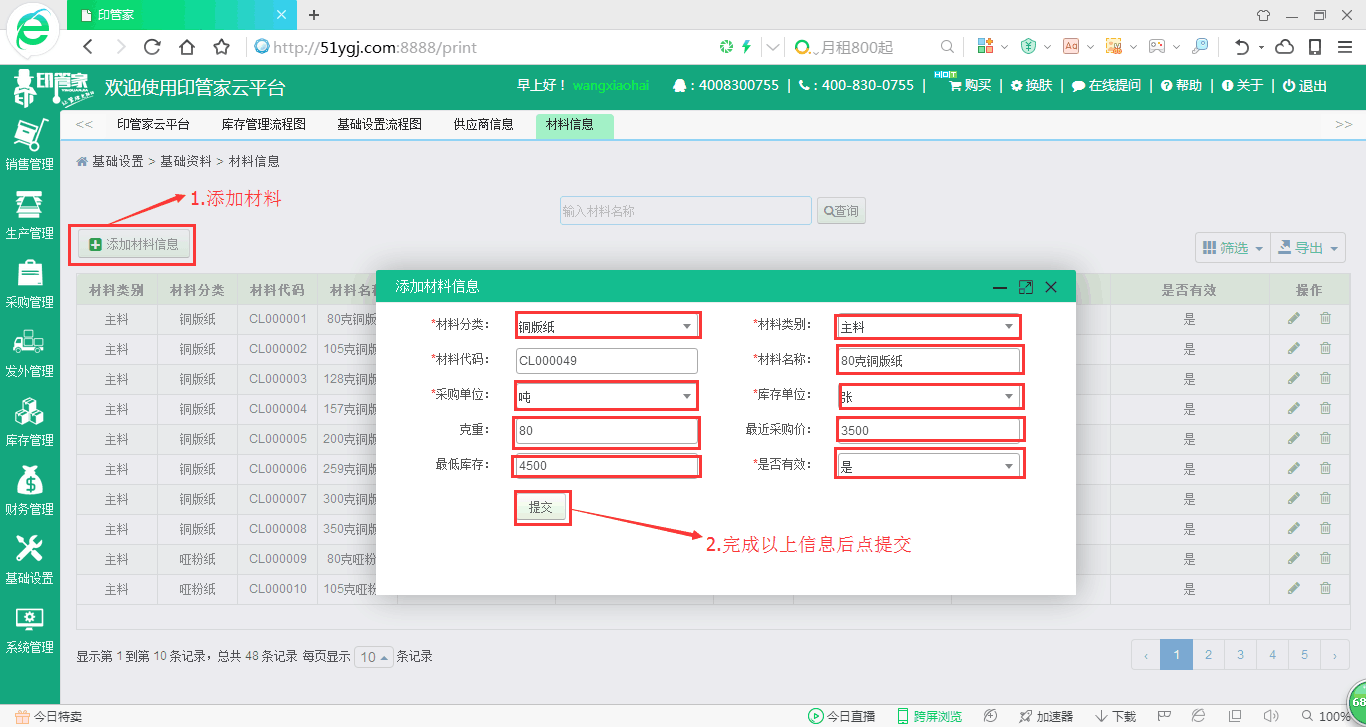 印管家
http://51ygj.com:8888/print
月租800起
印管家
欢迎使用印管家云平台
早上好！ wangxiaohai
: 4008300755 | : 400-830-0755 |
HOT
购买 | 换肤 | 在线提问 | 帮助 | 关于 | 退出
<< 印管家云平台 库存管理流程图 基础设置流程图 供应商信息 材料信息 >>
销售管理
生产管理
采购管理
发外管理
库存管理
财务管理
基础设置
系统管理
基础设置 > 基础资料 > 材料信息
1.添加材料
输入材料名称 查询
添加材料信息
筛选 导出
材料类别 材料分类 材料代码 材料名 是否有效 操作
主料 铜版纸 CL000001 80克铜版 是
主料 铜版纸 CL000002 105克铜版 是
主料 铜版纸 CL000003 128克铜版 是
主料 铜版纸 CL000004 157克铜版 是
主料 铜版纸 CL000005 200克铜版 是
主料 铜版纸 CL000006 259克铜版 是
主料 铜版纸 CL000007 300克铜版 是
主料 铜版纸 CL000008 350克铜版 是
主料 哑粉纸 CL000009 80克哑粉 是
主料 哑粉纸 CL000010 105克哑粉 是
添加材料信息
*材料分类： 铜版纸 *材料类别： 主料
*材料代码： CL000049 *材料名称： 80克铜版纸
*采购单位： 吨 *库存单位： 张
克重： 80 最近采购价： 3500
最低库存： 4500 *是否有效： 是
提交
2.完成以上信息后点提交
显示第 1 到第 10 条记录，总共 48 条记录 每页显示 10 条记录
‹ 1 2 3 4 5 ›
今日特卖
今日直播 跨屏浏览 加速器 下载 100%
68